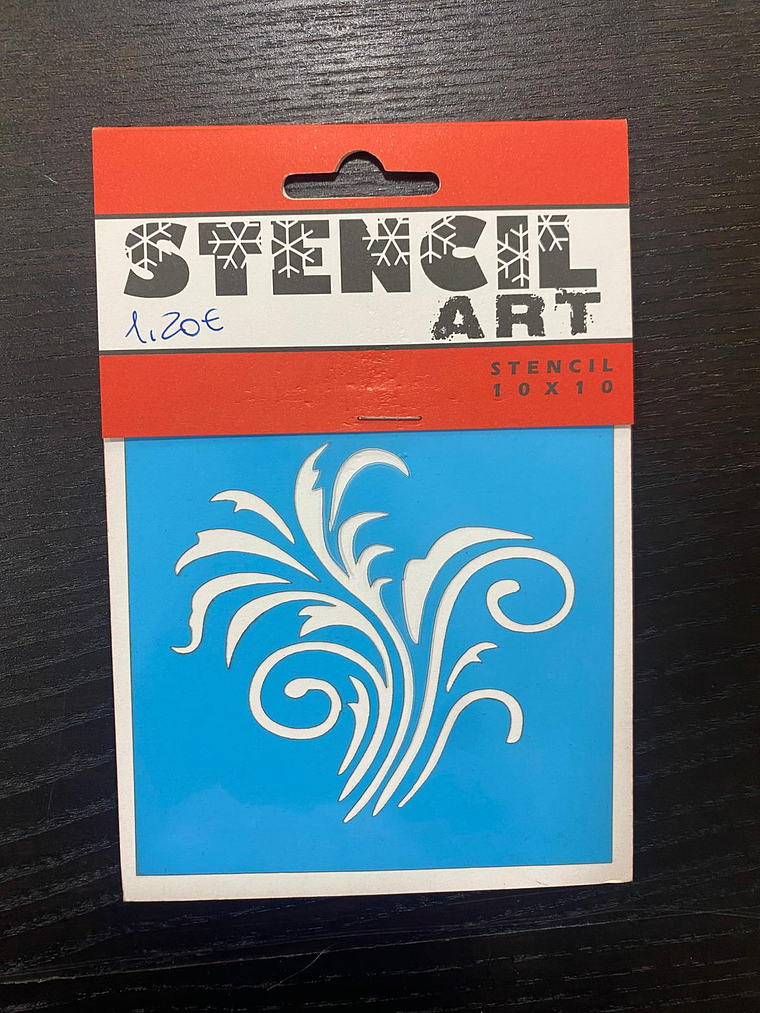 STENCIL
ART
1,20€
STENCIL
10X10